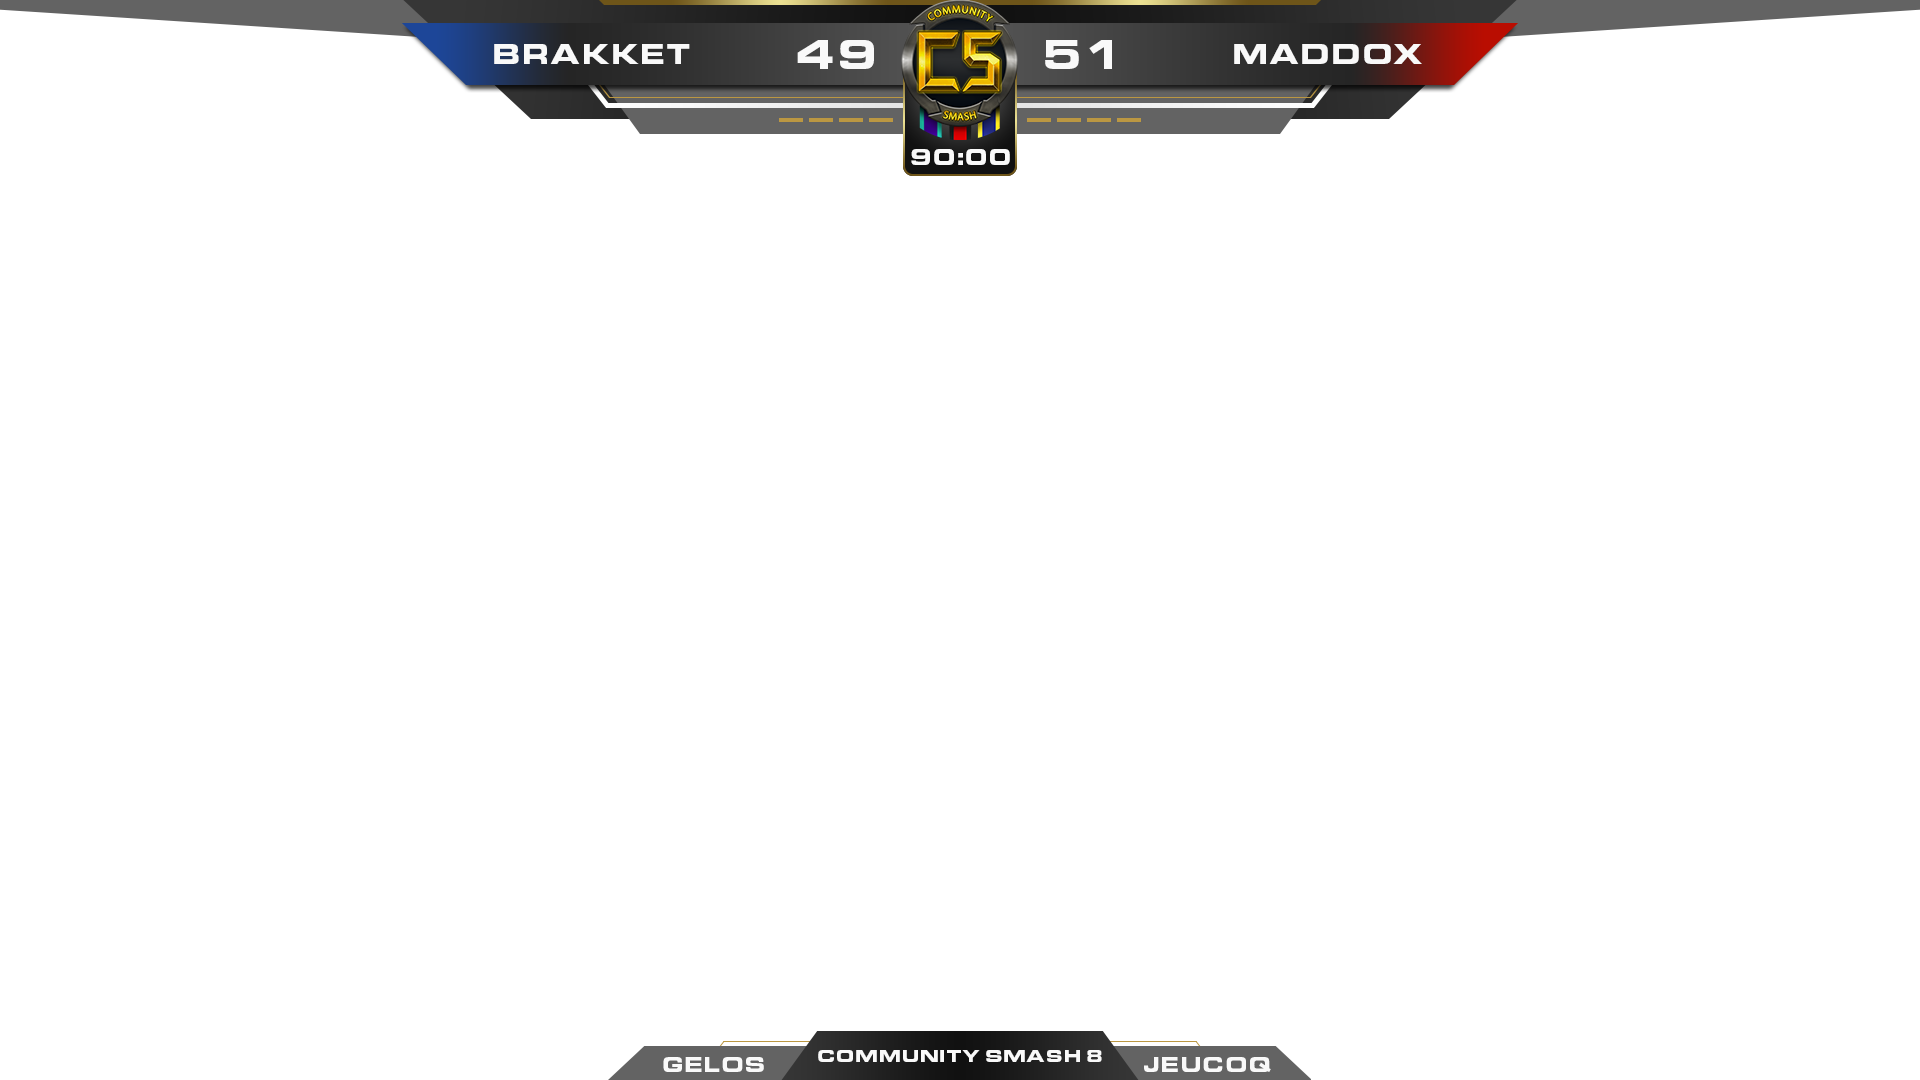 COMMUNITY
BRAKKET 49 CS 51 MADDOX
SMASH
90:00
GELOS COMMUNITY SMASH 8 JEUCOQ